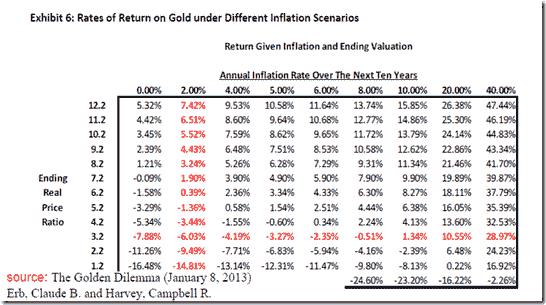 Exhibit 6: Rates of Return on Gold under Different Inflation Scenarios
Return Given Inflation and Ending Valuation
Annual Inflation Rate Over The Next Ten Years
0.00% 2.00% 4.00% 5.00% 6.00% 8.00% 10.00% 20.00% 40.00%
12.2 5.32% 7.42% 9.53% 10.58% 11.64% 13.74% 15.85% 26.38% 47.44%
11.2 4.42% 6.51% 8.60% 9.64% 10.68% 12.77% 14.86% 25.30% 46.19%
10.2 3.45% 5.52% 7.59% 8.62% 9.65% 11.72% 13.79% 24.14% 44.83%
9.2 2.39% 4.43% 6.48% 7.51% 8.53% 10.58% 12.62% 22.86% 43.34%
8.2 1.21% 3.24% 5.26% 6.28% 7.29% 9.31% 11.34% 21.46% 41.70%
Ending 7.2 -0.09% 1.90% 3.90% 4.90% 5.90% 7.90% 9.90% 19.89% 39.87%
Real 6.2 -1.58% 0.39% 2.36% 3.34% 4.33% 6.30% 8.27% 18.11% 37.79%
Price 5.2 -3.29% -1.36% 0.58% 1.54% 2.51% 4.44% 6.38% 16.05% 35.39%
Ratio 4.2 -5.34% -3.44% -1.55% -0.60% 0.34% 2.24% 4.13% 13.60% 32.53%
3.2 -7.88% -6.03% -4.19% -3.27% -2.35% -0.51% 1.34% 10.55% 28.97%
2.2 -11.26% -9.49% -7.71% -6.83% -5.94% -4.16% -2.39% 6.48% 24.23%
1.2 -16.48% -14.81% -13.14% -12.31% -11.47% -9.80% -8.13% 0.22% 16.92%
source: The Golden Dilemma (January 8, 2013) -24.60% -23.20% -16.22% -2.26%
Erb, Claude B. and Harvey, Campbell R.